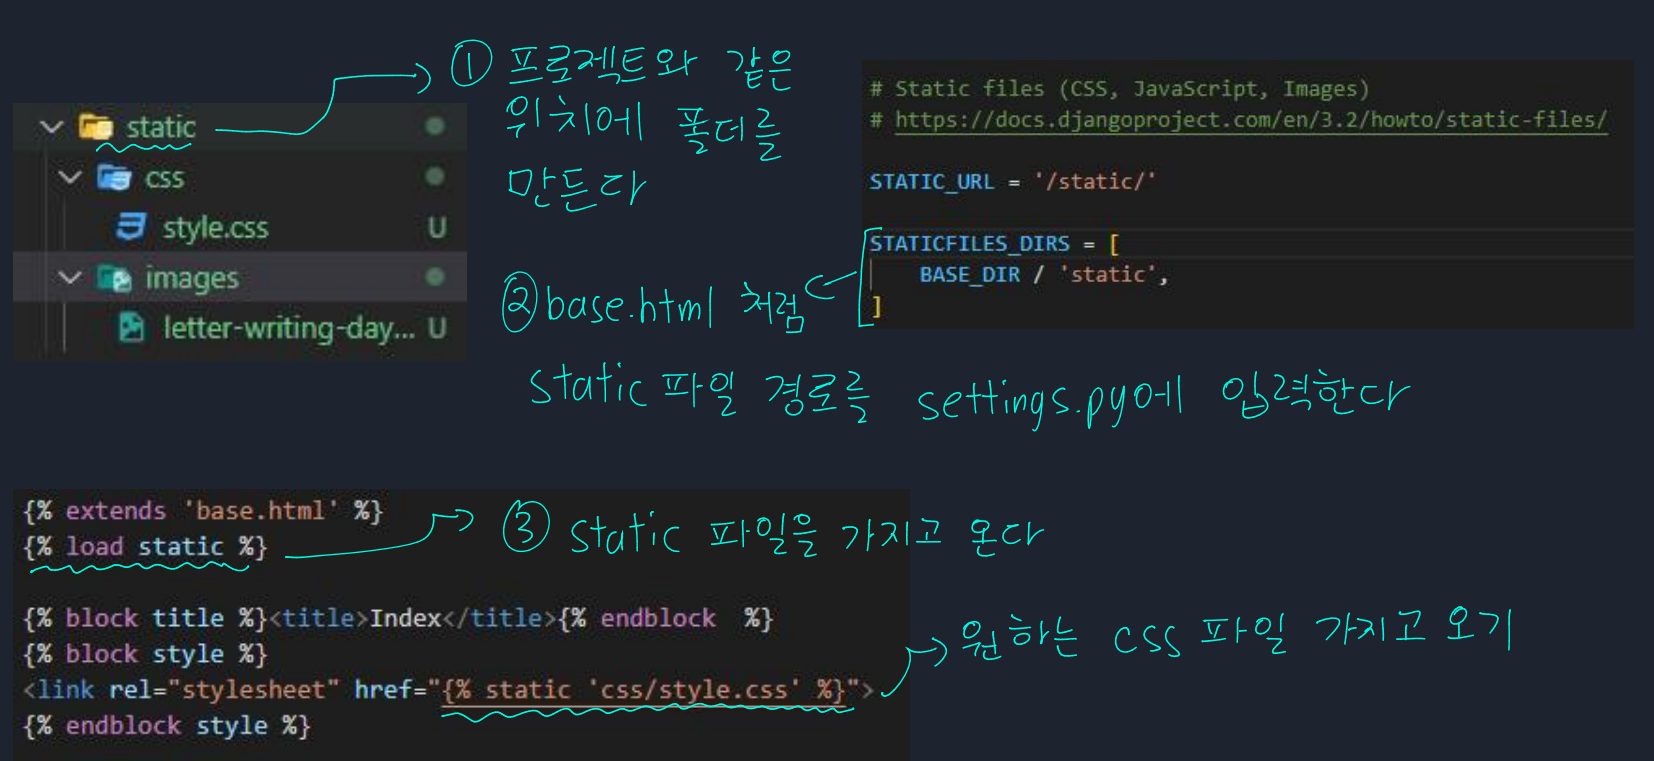 static
css
style.css U
images
letter-writing-day... U
① 프로젝트와 같은
위치에 폴더를
만든다
# Static files (CSS, JavaScript, Images)
# https://docs.djangoproject.com/en/3.2/howto/static-files/
STATIC_URL = '/static/'
STATICFILES_DIRS = [
BASE_DIR / 'static',
]
② base.html 처럼
static 파일 경로를 settings.py에 입력한다
{% extends 'base.html' %}
{% load static %}
③ static 파일을 가지고 온다
{% block title %}<title>Index</title>{% endblock  %}
{% block style %}
<link rel="stylesheet" href="{% static 'css/style.css' %}">
{% endblock style %}
원하는 css 파일 가지고 오기